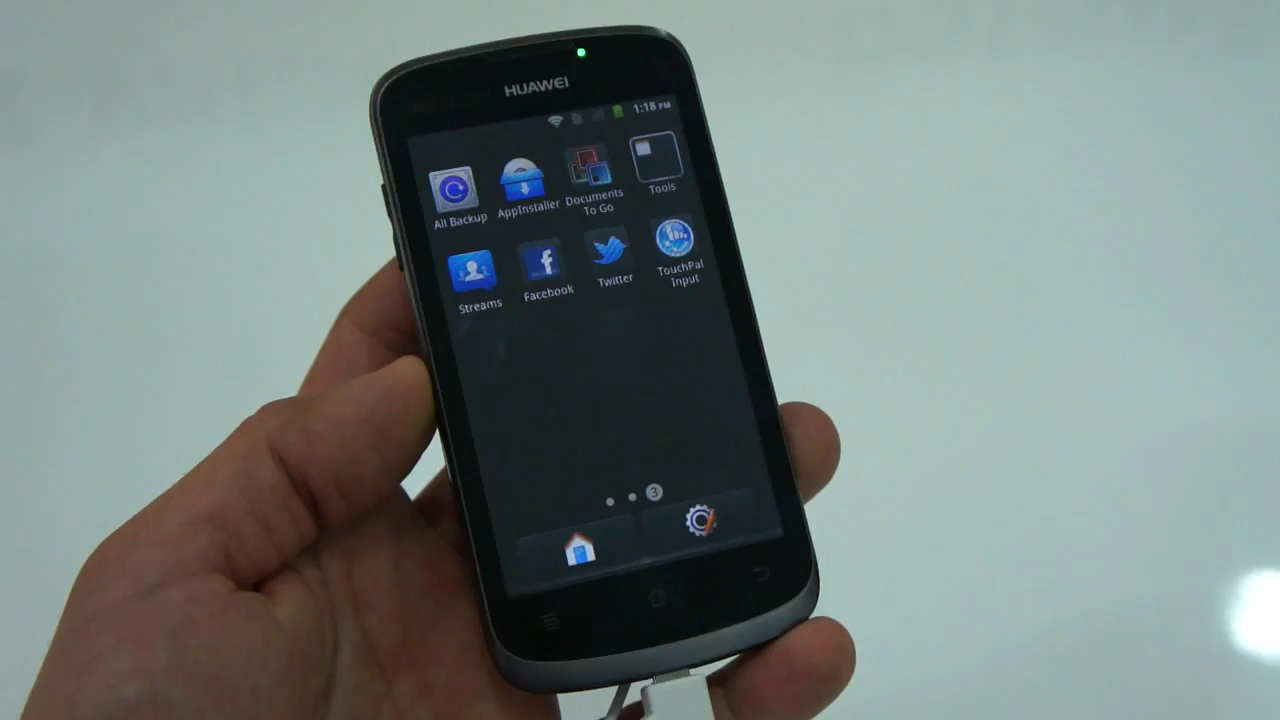 HUAWEI
1:18 PM
All Backup
AppInstaller
Documents
To Go
Tools
Streams
Facebook
Twitter
TouchPal
Input
3